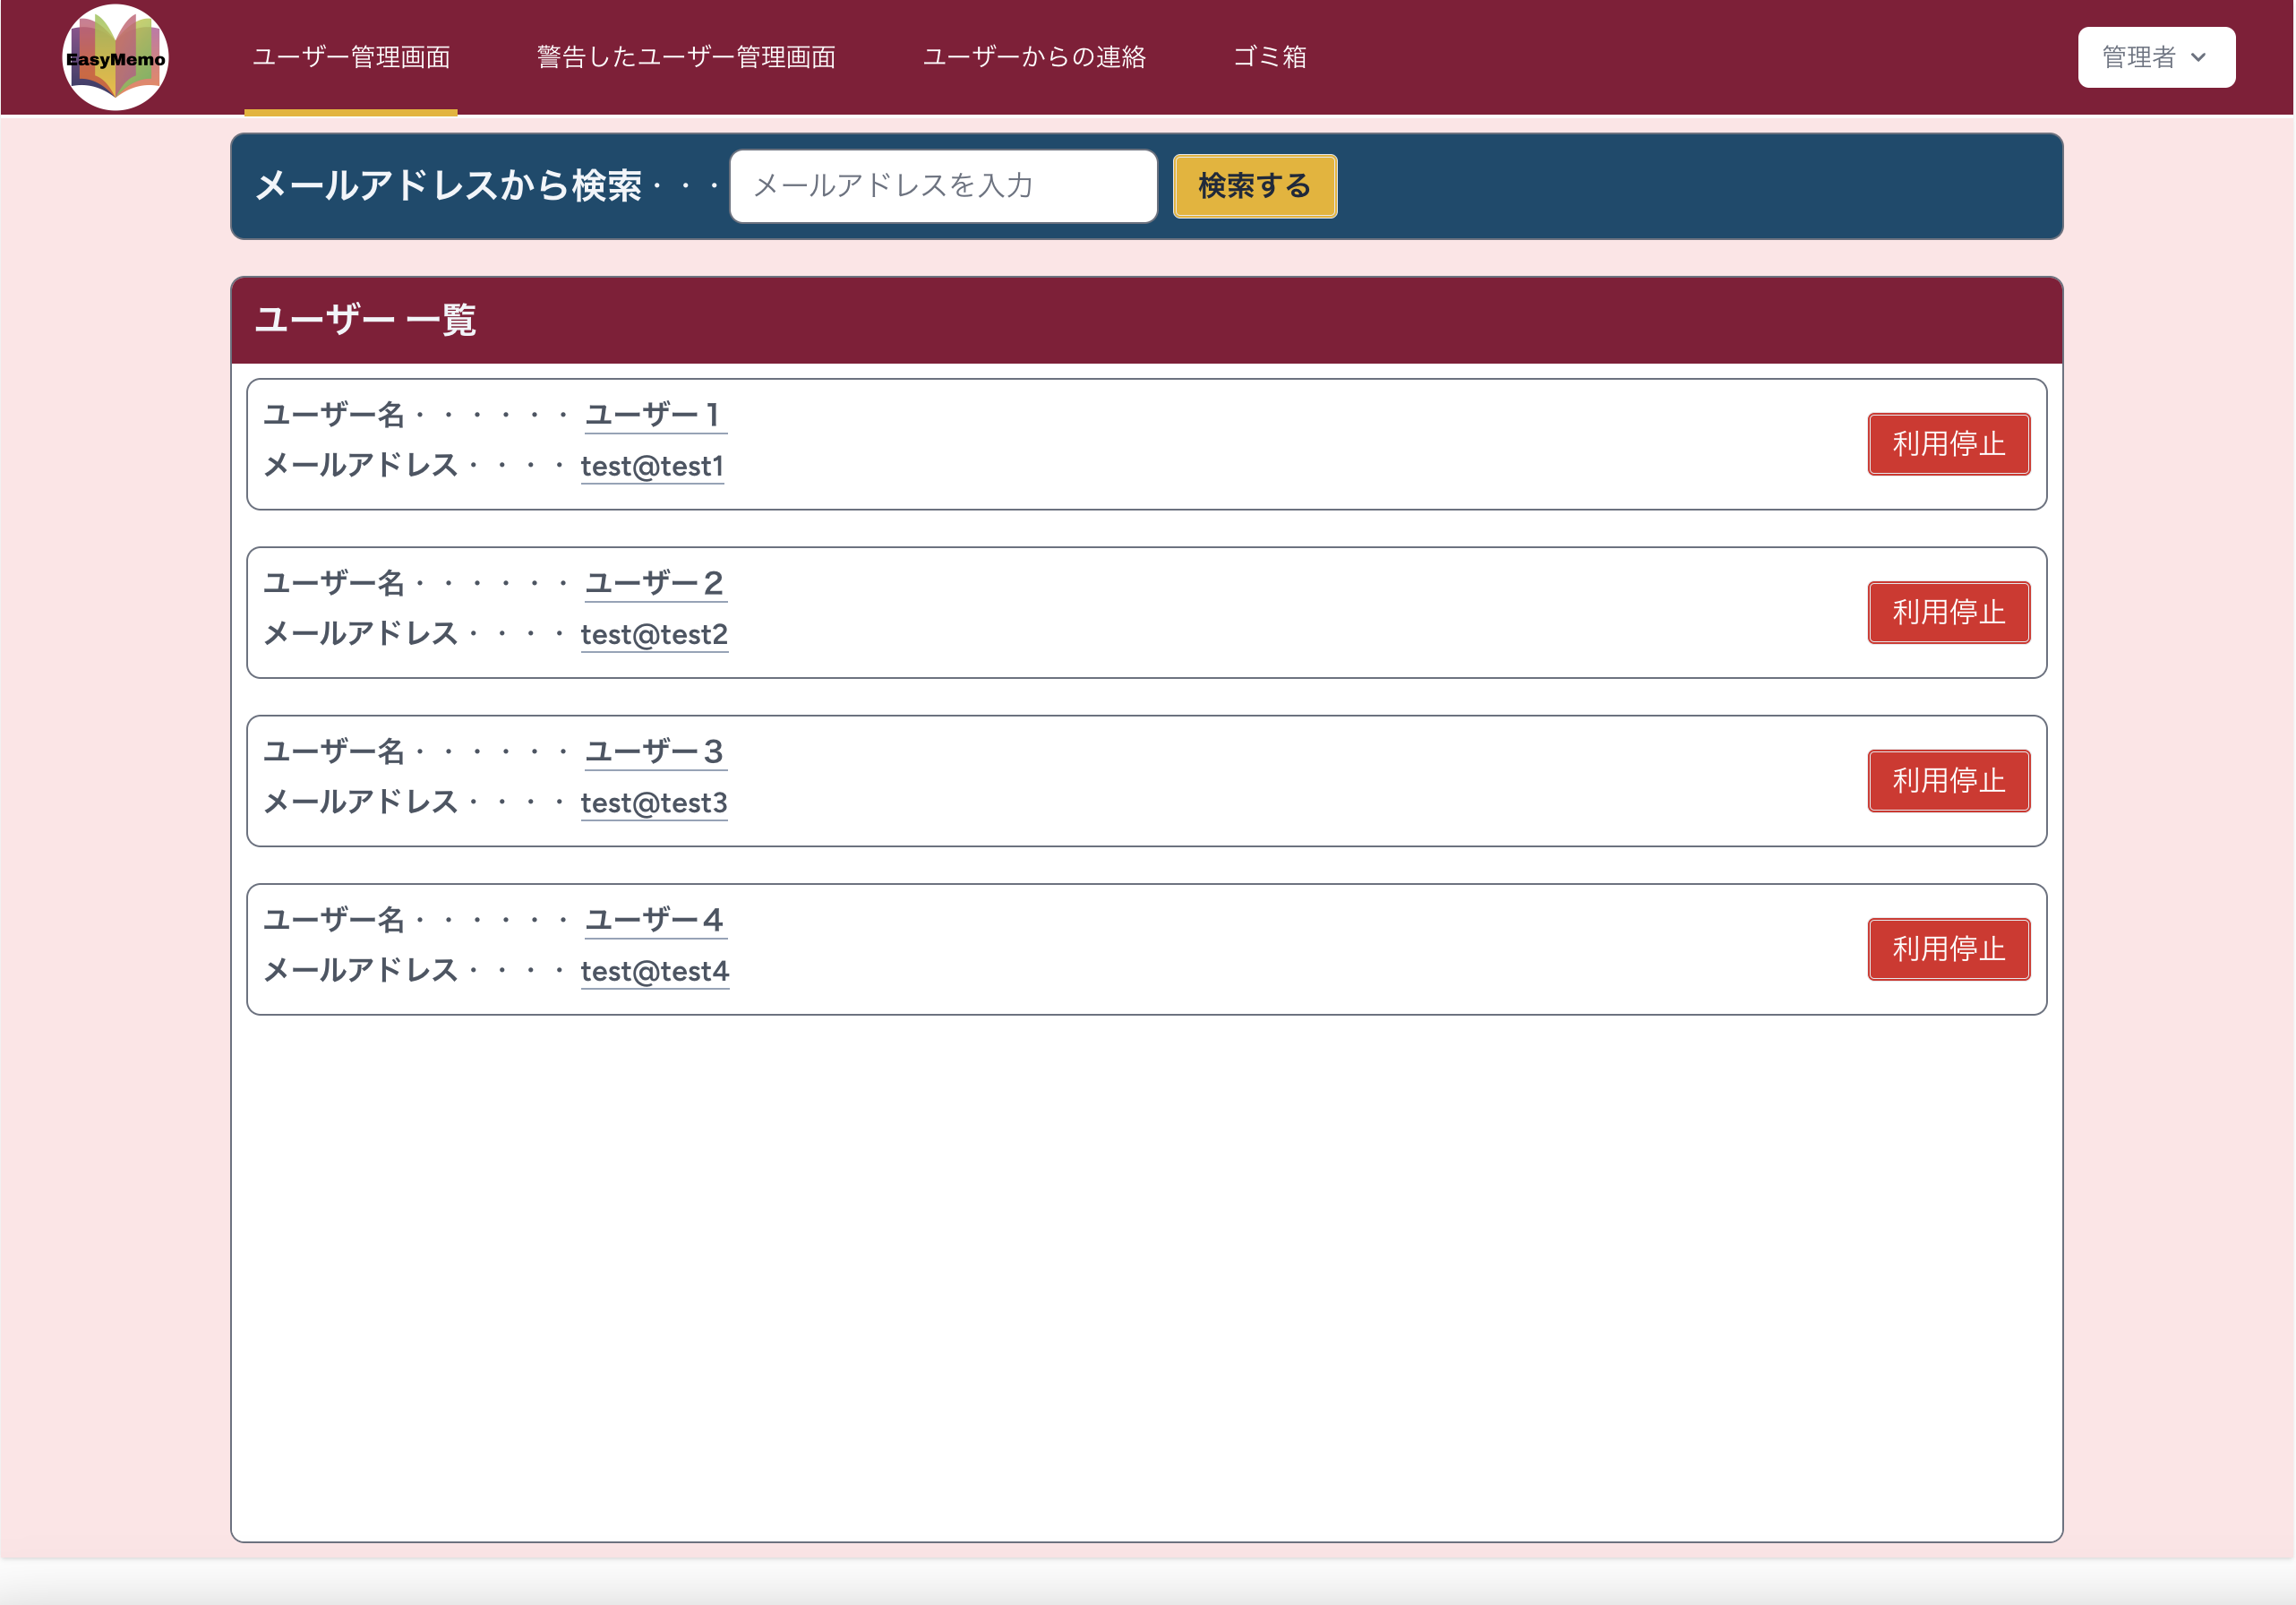 EasyMemo
ユーザー管理画面 警告したユーザー管理画面 ユーザーからの連絡 ゴミ箱 管理者
メールアドレスから検索・・・ メールアドレスを入力 検索する
ユーザー 一覧
ユーザー名・・・・・・ ユーザー1
メールアドレス・・・・ test@test1
利用停止
ユーザー名・・・・・・ ユーザー2
メールアドレス・・・・ test@test2
利用停止
ユーザー名・・・・・・ ユーザー3
メールアドレス・・・・ test@test3
利用停止
ユーザー名・・・・・・ ユーザー4
メールアドレス・・・・ test@test4
利用停止